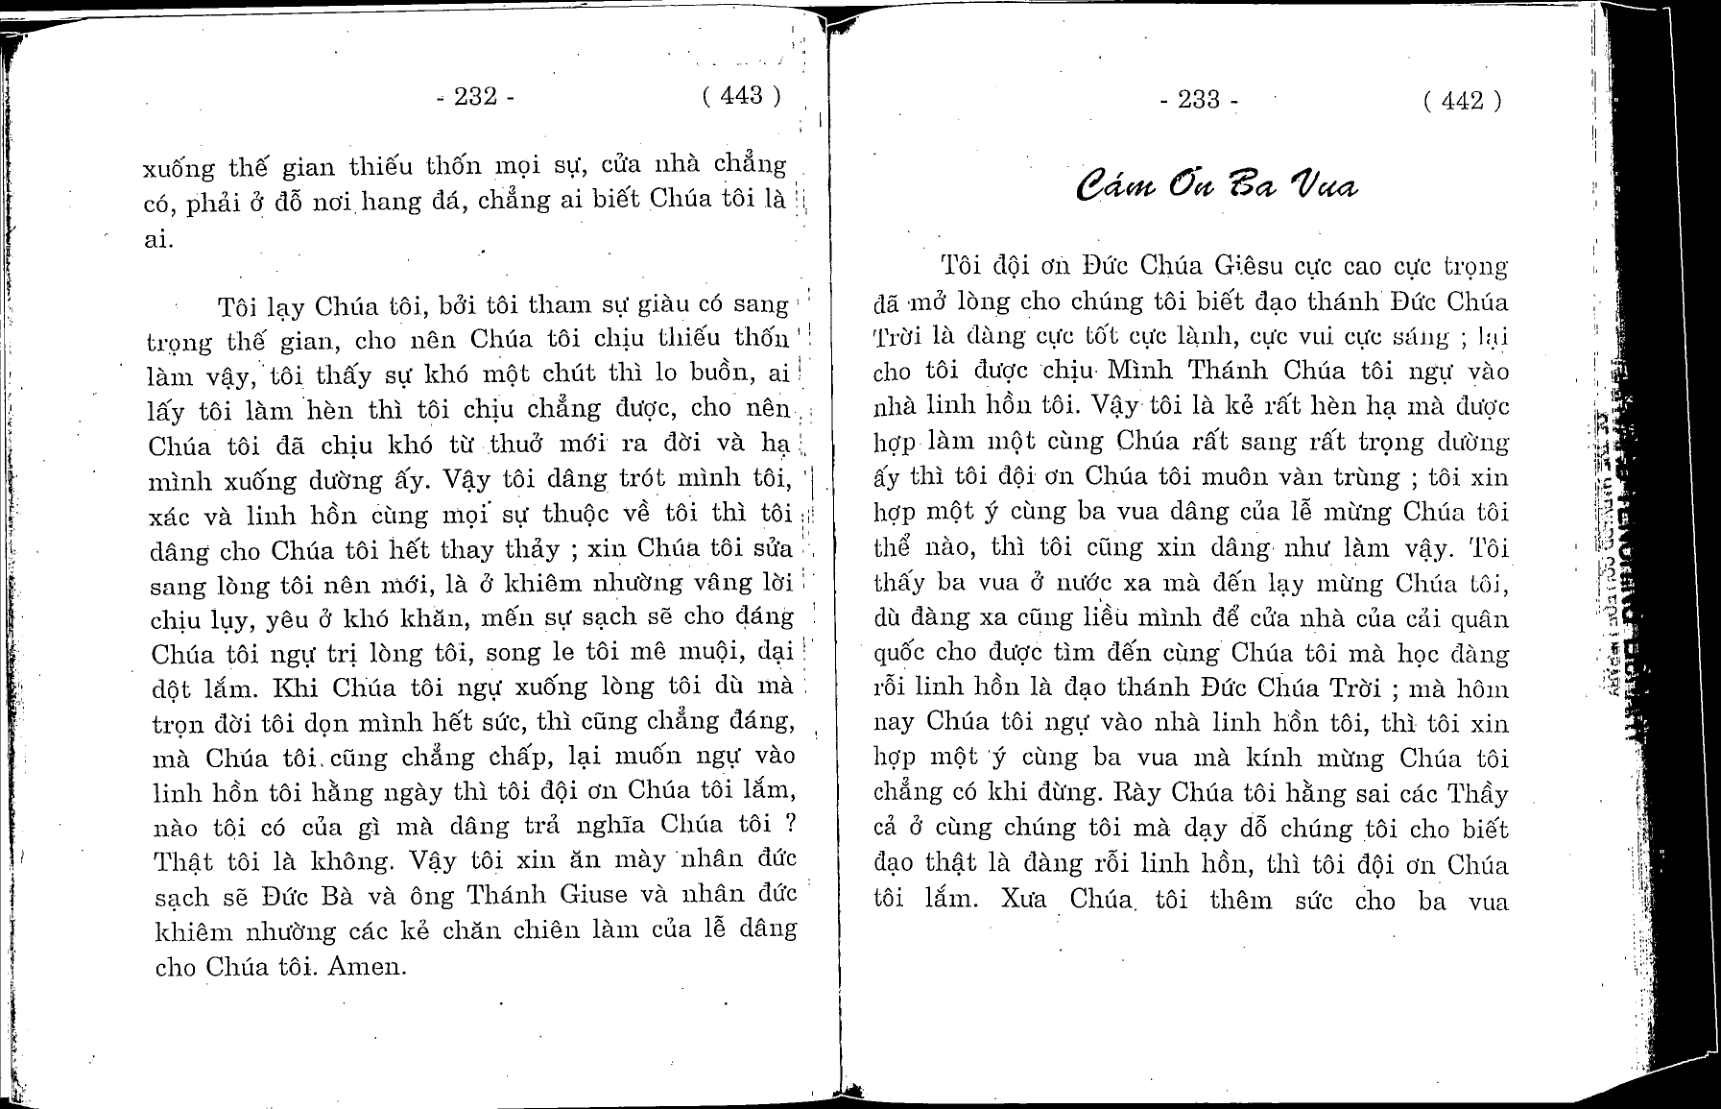 - 232 -
( 443 )
xuống thế gian thiếu thốn mọi sự, cửa nhà chẳng
có, phải ở đỗ nơi hang đá, chẳng ai biết Chúa tôi là
ai.
Tôi lạy Chúa tôi, bởi tôi tham sự giàu có sang
trọng thế gian, cho nên Chúa tôi chịu thiếu thốn
làm vậy, tôi thấy sự khó một chút thì lo buồn, ai
lấy tôi làm hèn thì tôi chịu chẳng được, cho nên
Chúa tôi đã chịu khó từ thuở mới ra đời và hạ
mình xuống dường ấy. Vậy tôi dâng trót mình tôi,
xác và linh hồn cùng mọi sự thuộc về tôi thì tôi
dâng cho Chúa tôi hết thay thảy ; xin Chúa tôi sửa
sang lòng tôi nên mới, là ở khiêm nhường vâng lời
chịu lụy, yêu ở khó khăn, mến sự sạch sẽ cho đáng
Chúa tôi ngự trị lòng tôi, song le tôi mê muội, dại
dột lắm. Khi Chúa tôi ngự xuống lòng tôi dù mà
trọn đời tôi dọn mình hết sức, thì cũng chẳng đáng,
mà Chúa tôi cũng chẳng chấp, lại muốn ngự vào
linh hồn tôi hằng ngày thì tôi đội ơn Chúa tôi lắm,
nào tôi có của gì mà dâng trả nghĩa Chúa tôi ?
Thật tôi là không. Vậy tôi xin ăn mày nhân đức
sạch sẽ Đức Bà và ông Thánh Giuse và nhân đức
khiêm nhường các kẻ chăn chiên làm của lễ dâng
cho Chúa tôi. Amen.
- 233 -
( 442 )
Cám Ơn Ba Vua
Tôi đội ơn Đức Chúa Giêsu cực cao cực trọng
đã mở lòng cho chúng tôi biết đạo thánh Đức Chúa
Trời là đàng cực tốt cực lành, cực vui cực sáng ; lại
cho tôi được chịu Mình Thánh Chúa tôi ngự vào
nhà linh hồn tôi. Vậy tôi là kẻ rất hèn hạ mà được
hợp làm một cùng Chúa rất sang rất trọng dường
ấy thì tôi đội ơn Chúa tôi muôn vàn trùng ; tôi xin
hợp một ý cùng ba vua dâng của lễ mừng Chúa tôi
thể nào, thì tôi cũng xin dâng như làm vậy. Tôi
thấy ba vua ở nước xa mà đến lạy mừng Chúa tôi,
dù đàng xa cũng liều mình để cửa nhà của cải quân
quốc cho được tìm đến cùng Chúa tôi mà học đàng
rỗi linh hồn là đạo thánh Đức Chúa Trời ; mà hôm
nay Chúa tôi ngự vào nhà linh hồn tôi, thì tôi xin
hợp một ý cùng ba vua mà kính mừng Chúa tôi
chẳng có khi đừng. Rày Chúa tôi hằng sai các Thầy
cả ở cùng chúng tôi mà dạy dỗ chúng tôi cho biết
đạo thật là đàng rỗi linh hồn, thì tôi đội ơn Chúa
tôi lắm. Xưa Chúa tôi thêm sức cho ba vua